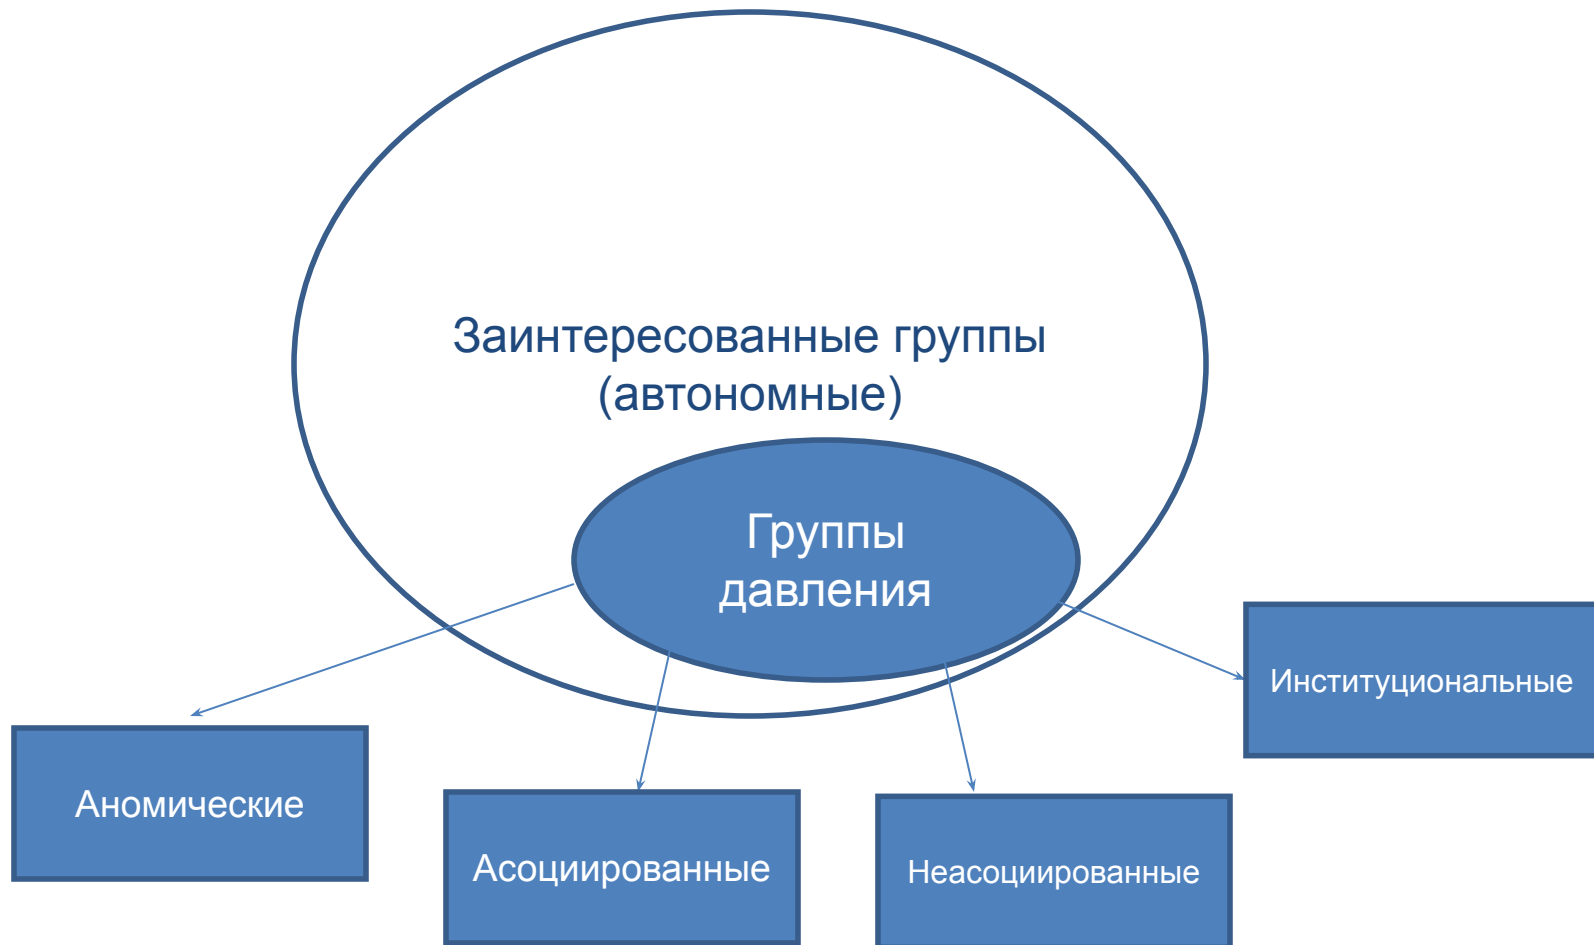 Заинтересованные группы
(автономные)
Группы
давления
Институциональные
Аномические
Асоциированные
Неасоциированные